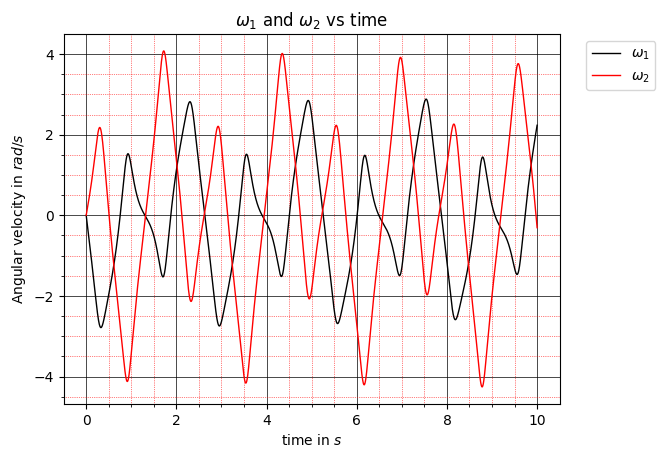 ω₁ and ω₂ vs time
ω₁
ω₂
Angular velocity in rad/s
4
2
0
−2
−4
0 2 4 6 8 10
time in s